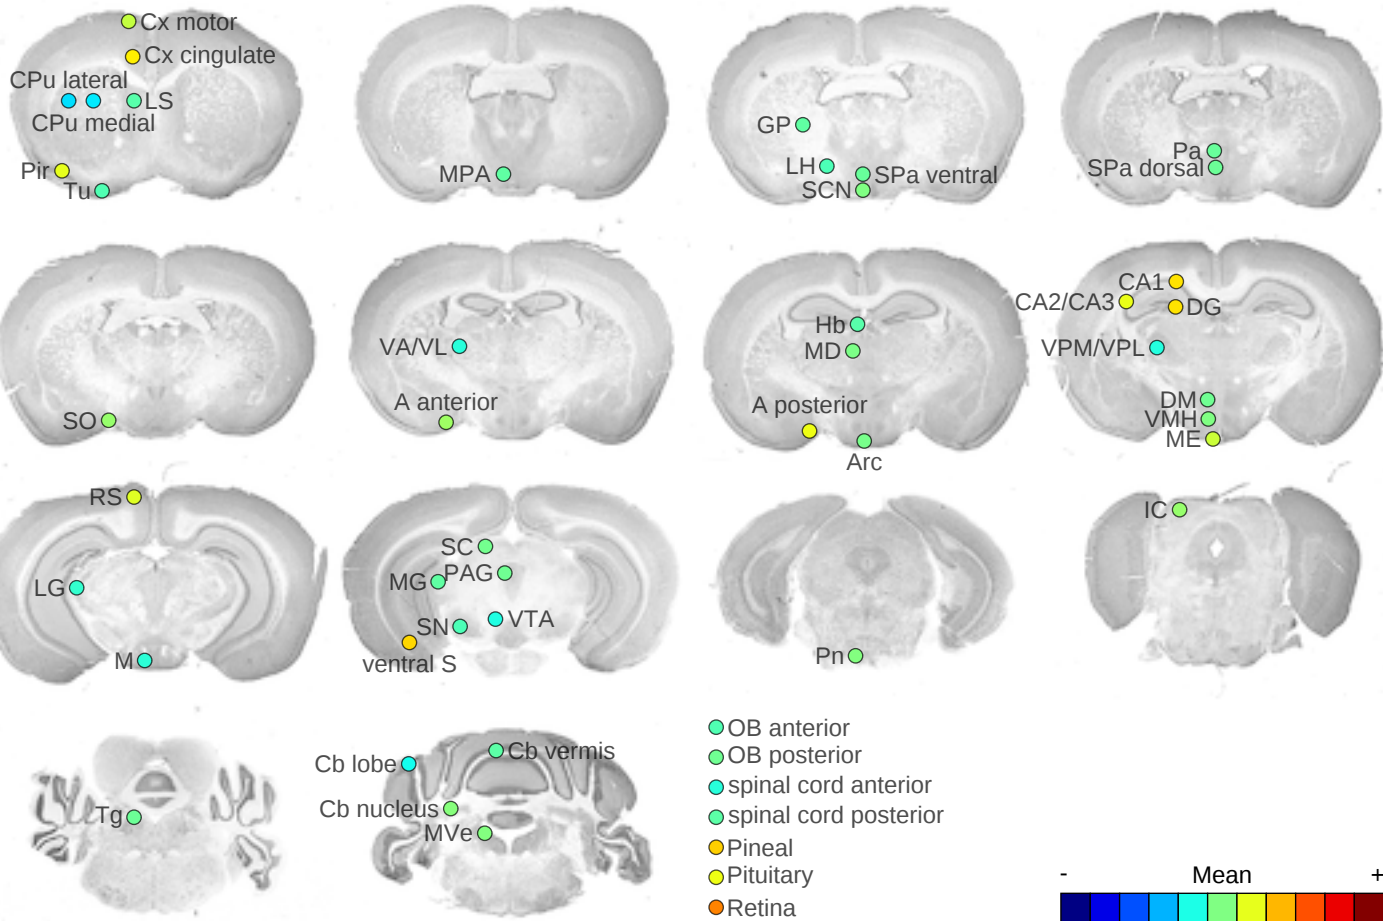 Cx motor
Cx cingulate
CPu lateral
LS
CPu medial
Pir
Tu
MPA
GP
LH
SPa ventral
SCN
Pa
SPa dorsal
SO
VA/VL
A anterior
Hb
MD
A posterior
Arc
CA1
CA2/CA3
DG
VPM/VPL
DM
VMH
ME
RS
LG
M
SC
PAG
MG
SN
VTA
ventral S
Pn
IC
Tg
Cb lobe
Cb vermis
Cb nucleus
MVe
OB anterior
OB posterior
spinal cord anterior
spinal cord posterior
Pineal
Pituitary
Retina
- Mean +